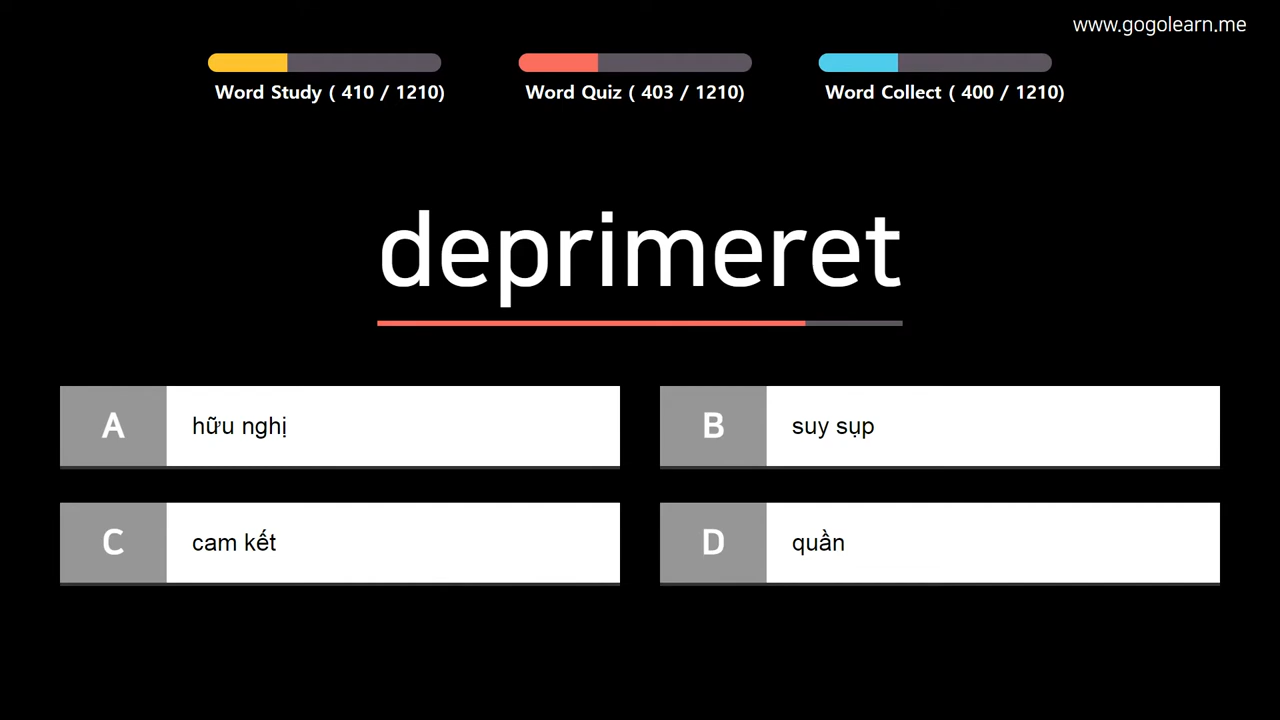 www.gogolearn.me
Word Study ( 410 / 1210)
Word Quiz ( 403 / 1210)
Word Collect ( 400 / 1210)
deprimeret
A
hữu nghị
B
suy sụp
C
cam kết
D
quần